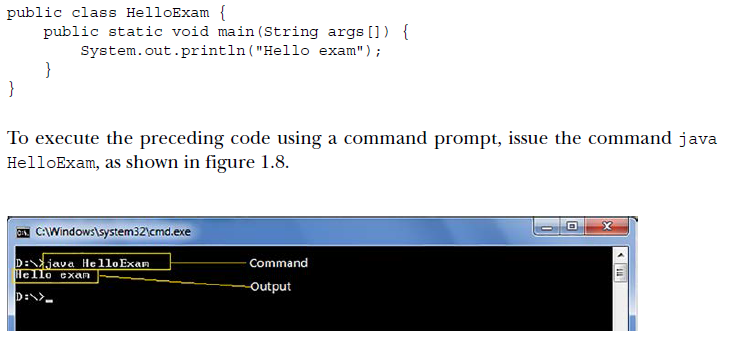 public class HelloExam {
    public static void main(String args[]) {
        System.out.println("Hello exam");
    }
}
To execute the preceding code using a command prompt, issue the command java
HelloExam, as shown in figure 1.8.
C:\Windows\system32\cmd.exe
D:\>java HelloExam Command
Hello exam
Output
D:\>_